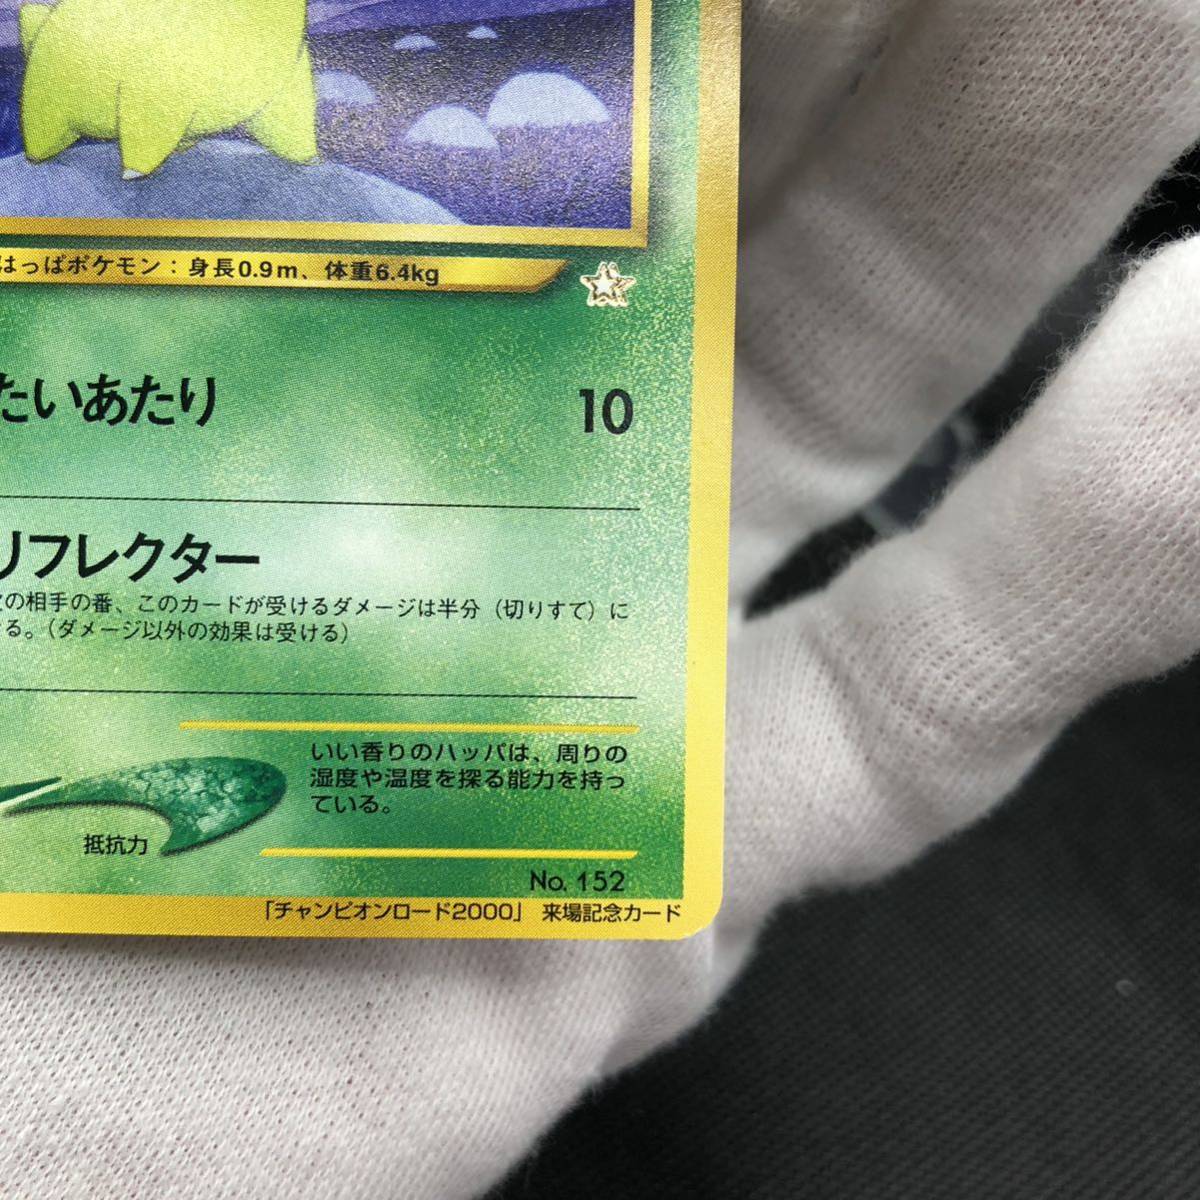 はっぱポケモン：身長0.9m、体重6.4kg
たいあたり 10
リフレクター
次の相手の番、このカードが受けるダメージは半分（切りすて）に
なる。（ダメージ以外の効果は受ける）
いい香りのハッパは、周りの
湿度や温度を探る能力を持っ
ている。
抵抗力
No. 152
「チャンピオンロード2000」 来場記念カード